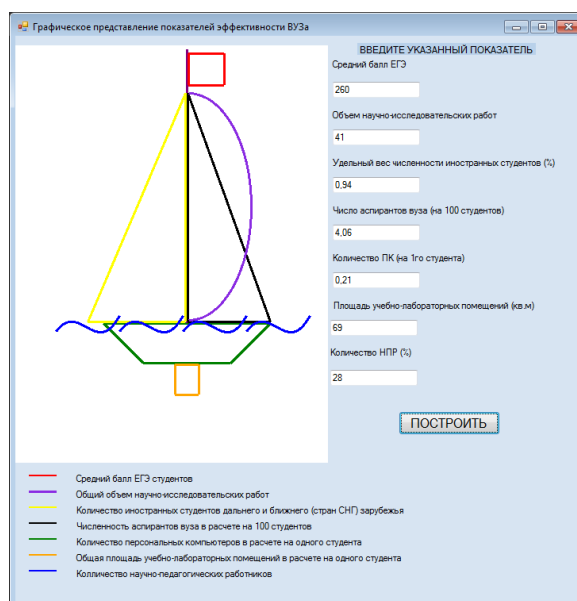 Графическое представление показателей эффективности ВУЗа
ВВЕДИТЕ УКАЗАННЫЙ ПОКАЗАТЕЛЬ
Средний балл ЕГЭ
260
Объем научно-исследовательских работ
41
Удельный вес численности иностранных студентов (%)
0,94
Число аспирантов вуза (на 100 студентов)
4,06
Количество ПК (на 1го студента)
0,21
Площадь учебно-лабораторных помещений (кв.м)
69
Количество НПР (%)
28
ПОСТРОИТЬ
Средний балл ЕГЭ студентов
Общий объем научно-исследовательских работ
Количество иностранных студентов дальнего и ближнего (стран СНГ) зарубежья
Численность аспирантов вуза в расчете на 100 студентов
Количество персональных компьютеров в расчете на одного студента
Общая площадь учебно-лабораторных помещений в расчете на одного студента
Колличество научно-педагогических работников